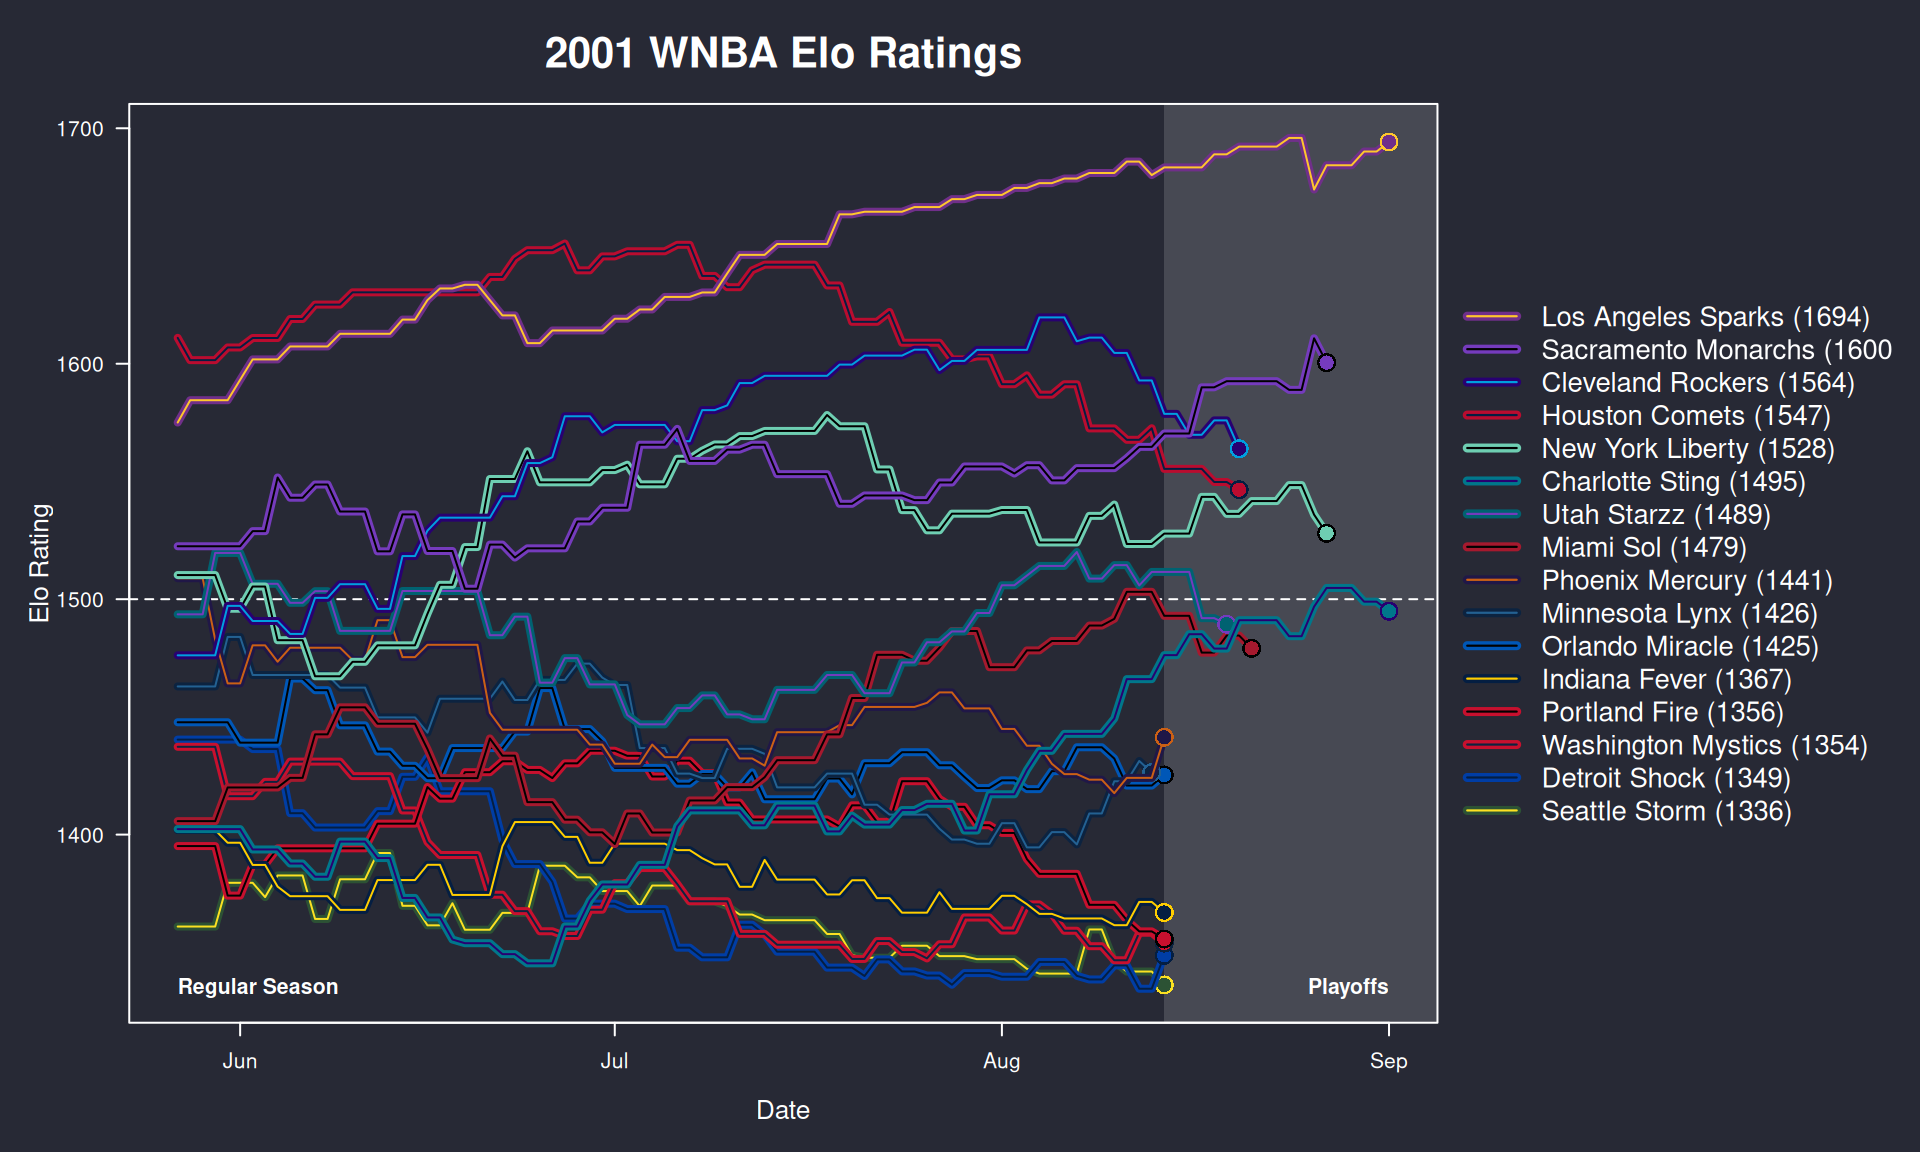 2001 WNBA Elo Ratings
1700
1600
1500
1400
Elo Rating
Regular Season
Playoffs
Jun
Jul
Aug
Sep
Date
Los Angeles Sparks (1694)
Sacramento Monarchs (1600
Cleveland Rockers (1564)
Houston Comets (1547)
New York Liberty (1528)
Charlotte Sting (1495)
Utah Starzz (1489)
Miami Sol (1479)
Phoenix Mercury (1441)
Minnesota Lynx (1426)
Orlando Miracle (1425)
Indiana Fever (1367)
Portland Fire (1356)
Washington Mystics (1354)
Detroit Shock (1349)
Seattle Storm (1336)